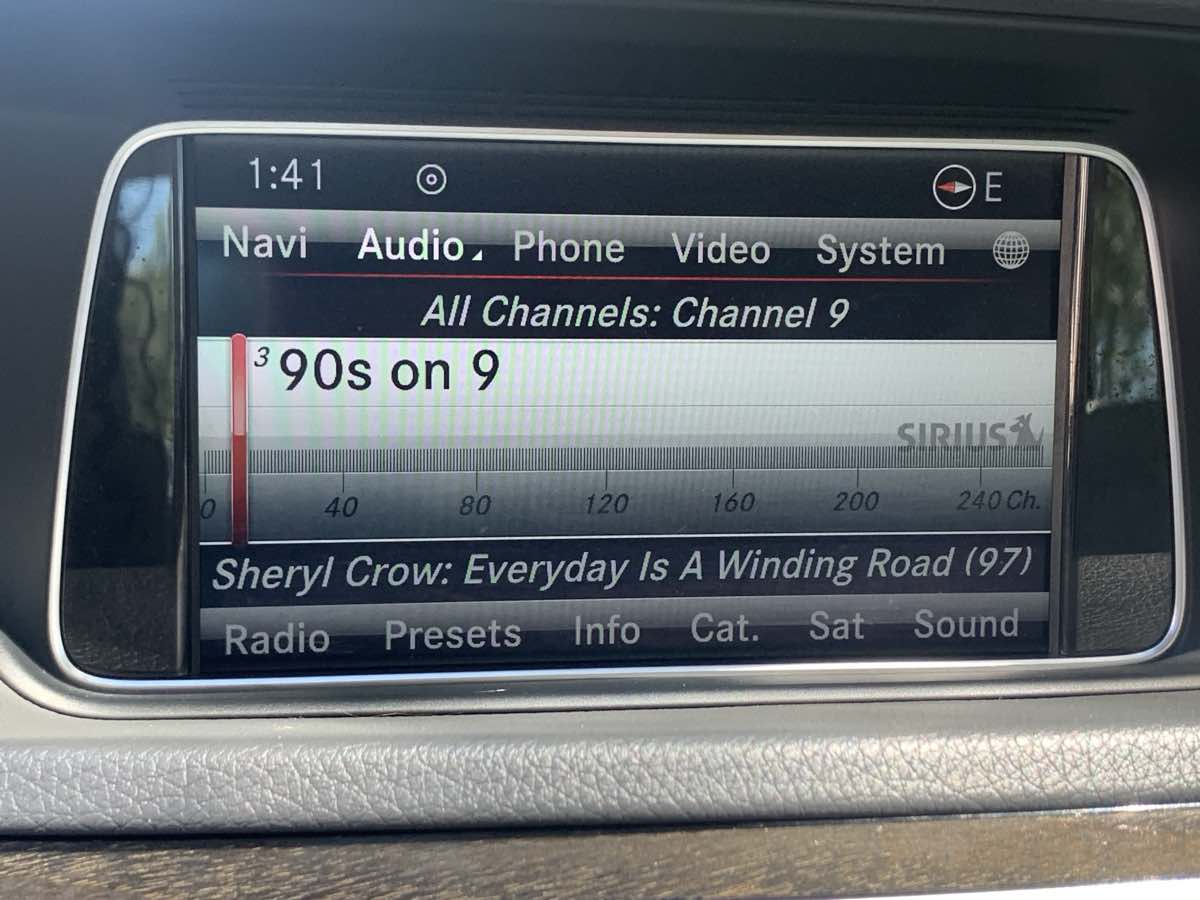 1:41 E
Navi Audio Phone Video System
All Channels: Channel 9
3 90s on 9
SIRIUS
0 40 80 120 160 200 240 Ch.
Sheryl Crow: Everyday Is A Winding Road (97)
Radio Presets Info Cat. Sat Sound